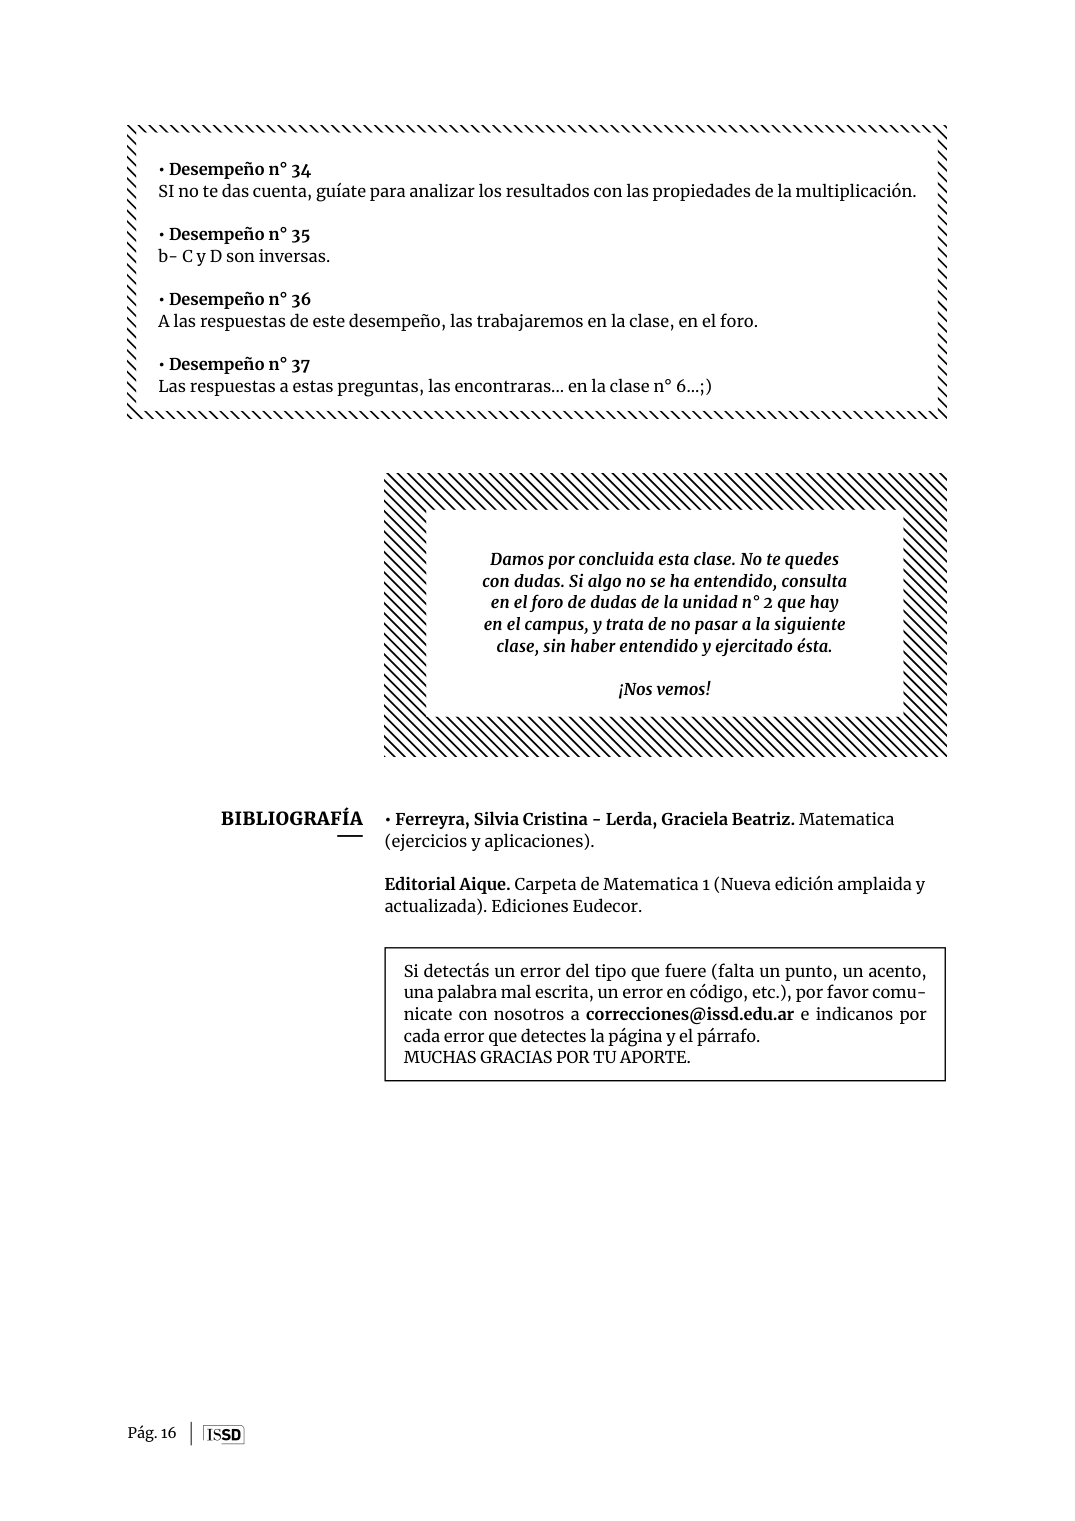 • Desempeño n° 34
SI no te das cuenta, guíate para analizar los resultados con las propiedades de la multiplicación.
• Desempeño n° 35
b- C y D son inversas.
• Desempeño n° 36
A las respuestas de este desempeño, las trabajaremos en la clase, en el foro.
• Desempeño n° 37
Las respuestas a estas preguntas, las encontraras... en la clase n° 6...;)
Damos por concluida esta clase. No te quedes
con dudas. Si algo no se ha entendido, consulta
en el foro de dudas de la unidad n° 2 que hay
en el campus, y trata de no pasar a la siguiente
clase, sin haber entendido y ejercitado ésta.
¡Nos vemos!
BIBLIOGRAFÍA
• Ferreyra, Silvia Cristina - Lerda, Graciela Beatriz. Matematica
(ejercicios y aplicaciones).
Editorial Aique. Carpeta de Matematica 1 (Nueva edición amplaida y
actualizada). Ediciones Eudecor.
Si detectás un error del tipo que fuere (falta un punto, un acento,
una palabra mal escrita, un error en código, etc.), por favor comu-
nicate con nosotros a correcciones@issd.edu.ar e indicanos por
cada error que detectes la página y el párrafo.
MUCHAS GRACIAS POR TU APORTE.
Pág. 16
ISSD